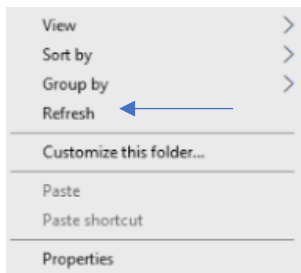 View
Sort by
Group by
Refresh
Customize this folder...
Paste
Paste shortcut
Properties